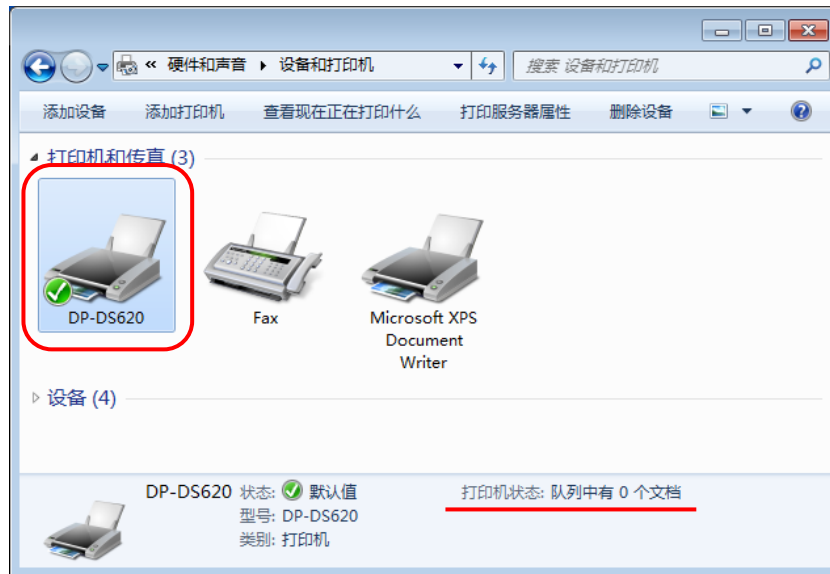 « 硬件和声音 ▸ 设备和打印机
搜索 设备和打印机
添加设备 添加打印机 查看现在正在打印什么 打印服务器属性 删除设备
打印机和传真 (3)
DP-DS620
Fax
Microsoft XPS
Document
Writer
设备 (4)
DP-DS620 状态: 默认值 打印机状态: 队列中有 0 个文档
型号: DP-DS620
类别: 打印机